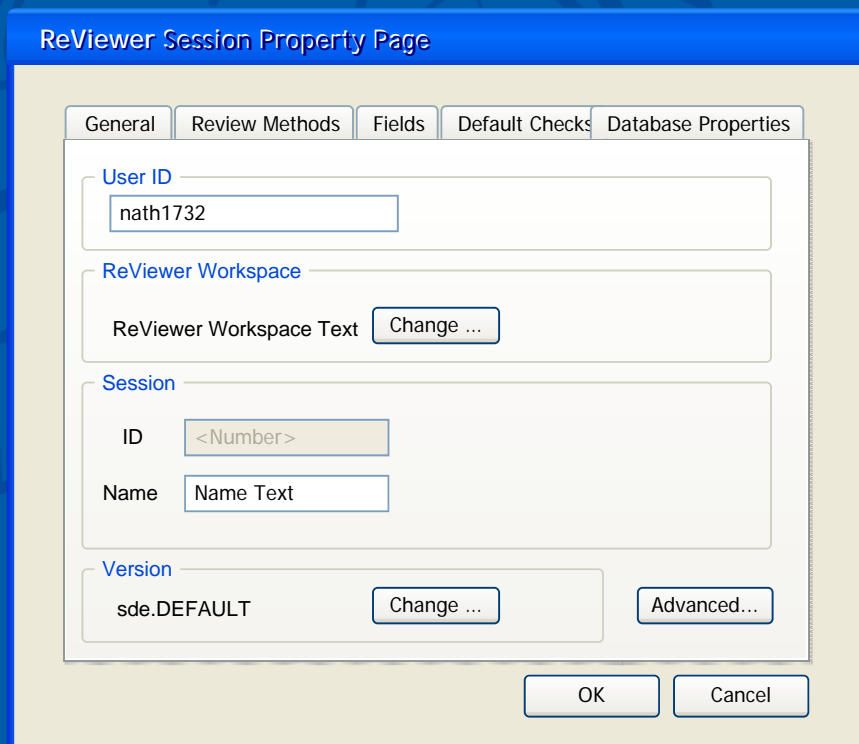 ReViewer Session Property Page
General Review Methods Fields Default Checks Database Properties
User ID
nath1732
ReViewer Workspace
ReViewer Workspace Text Change ...
Session
ID <Number>
Name Name Text
Version
sde.DEFAULT Change ... Advanced...
OK Cancel